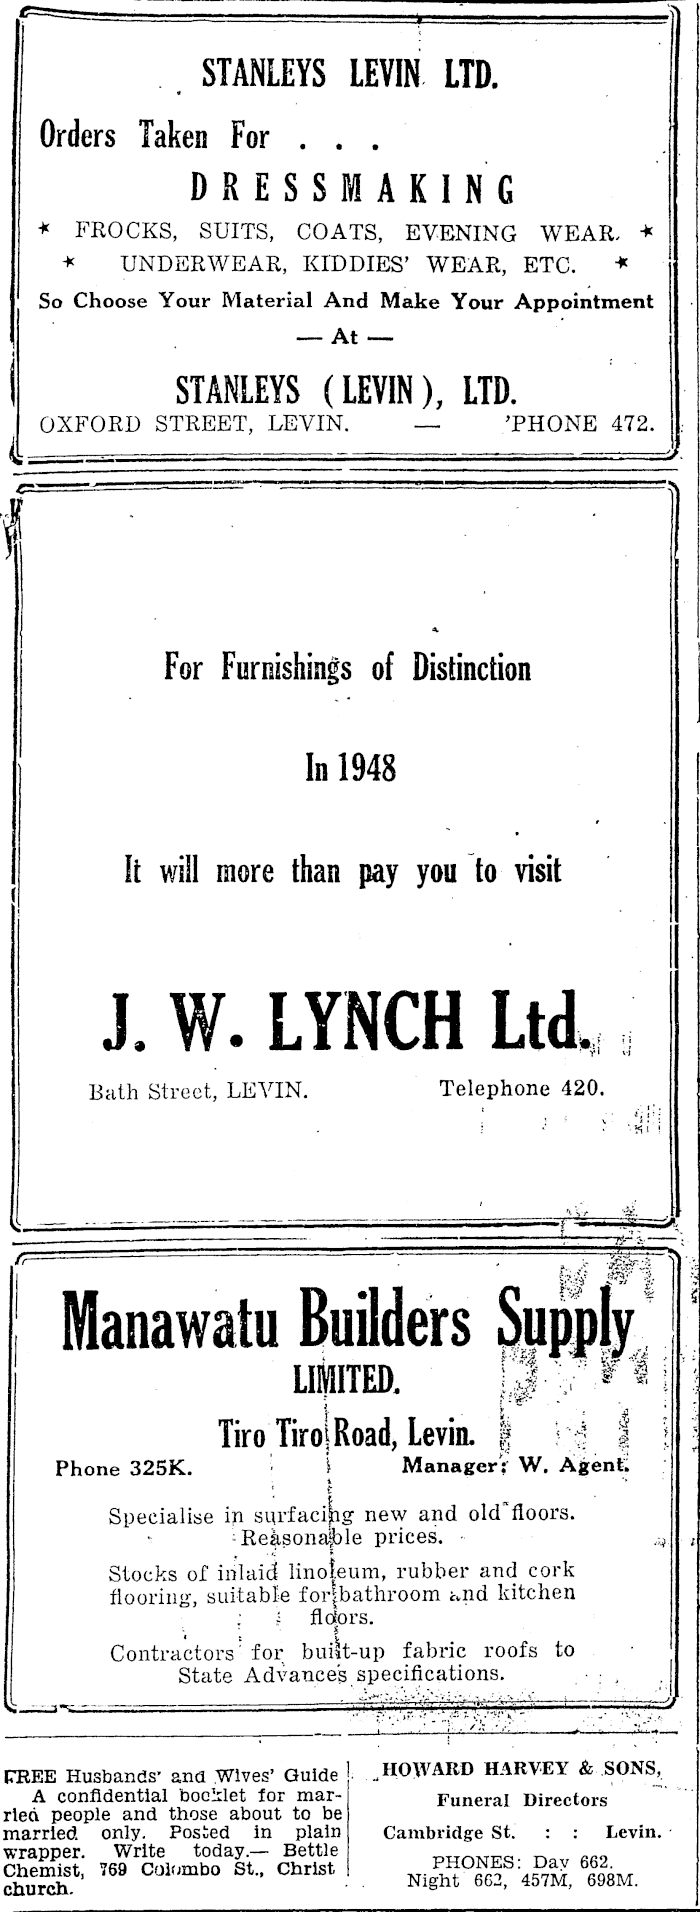 STANLEYS LEVIN LTD.
Orders Taken For . . .
DRESSMAKING
* FROCKS, SUITS, COATS, EVENING WEAR. *
* UNDERWEAR, KIDDIES' WEAR, ETC. *
So Choose Your Material And Make Your Appointment
— At —
STANLEYS (LEVIN), LTD.
OXFORD STREET, LEVIN. — 'PHONE 472.
For Furnishings of Distinction
In 1948
It will more than pay you to visit
J. W. LYNCH Ltd.
Bath Street, LEVIN. Telephone 420.
Manawatu Builders Supply
LIMITED.
Tiro Tiro Road, Levin.
Phone 325K. Manager: W. Agent.
Specialise in surfacing new and old floors.
Reasonable prices.
Stocks of inlaid linoleum, rubber and cork
flooring, suitable for bathroom and kitchen
floors.
Contractors for built-up fabric roofs to
State Advances specifications.
FREE Husbands' and Wives' Guide
A confidential booklet for mar-
ried people and those about to be
married only. Posted in plain
wrapper. Write today.— Bettle
Chemist, 769 Colombo St., Christ
church.
HOWARD HARVEY & SONS,
Funeral Directors
Cambridge St. : : Levin.
PHONES: Day 662.
Night 662, 457M, 698M.